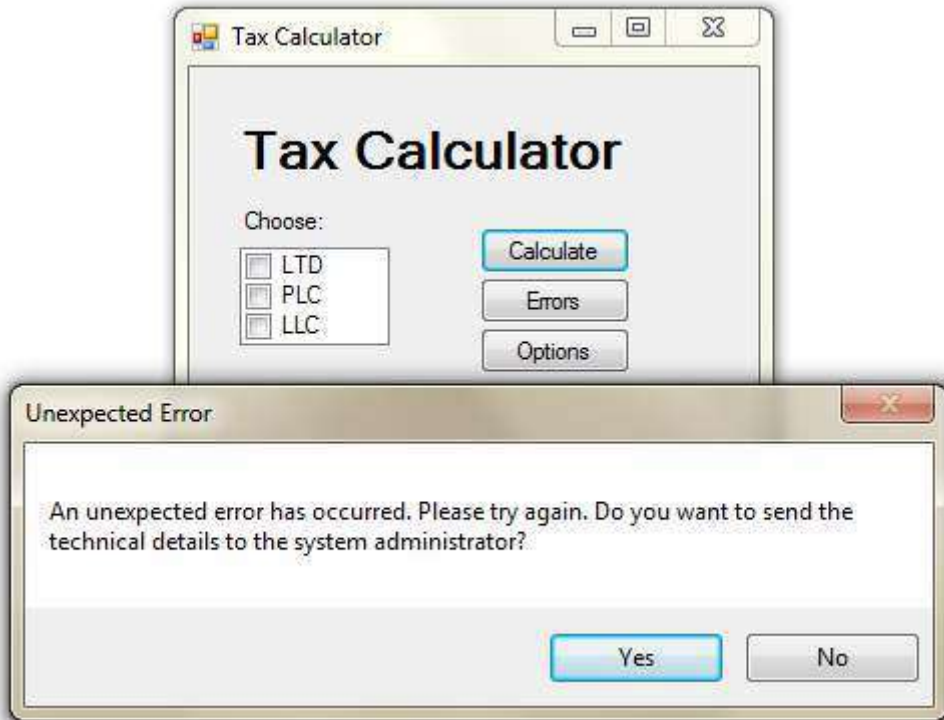 Tax Calculator
Tax Calculator
Choose:
LTD
PLC
LLC
Calculate
Errors
Options
Unexpected Error
An unexpected error has occurred. Please try again. Do you want to send the
technical details to the system administrator?
Yes
No